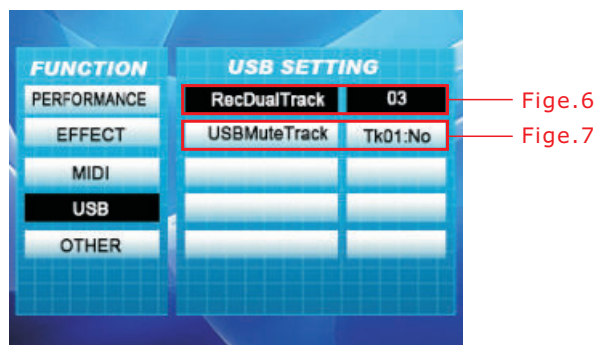 FUNCTION
PERFORMANCE
EFFECT
MIDI
USB
OTHER
USB SETTING
RecDualTrack 03
USBMuteTrack Tk01:No
Fige.6
Fige.7